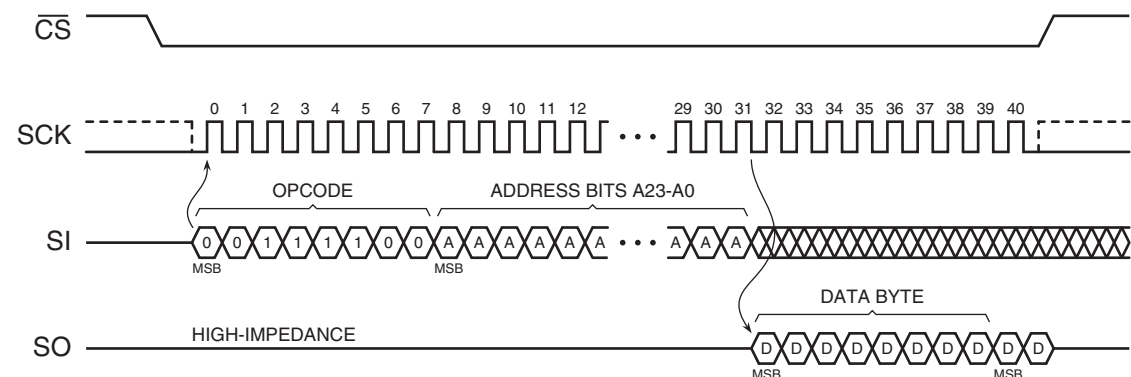 CS
0 1 2 3 4 5 6 7 8 9 10 11 12 29 30 31 32 33 34 35 36 37 38 39 40
SCK
OPCODE ADDRESS BITS A23-A0
SI 0 0 1 1 1 1 0 0 A A A A A A A A A
MSB MSB
DATA BYTE
HIGH-IMPEDANCE
SO D D D D D D D D D D
MSB MSB